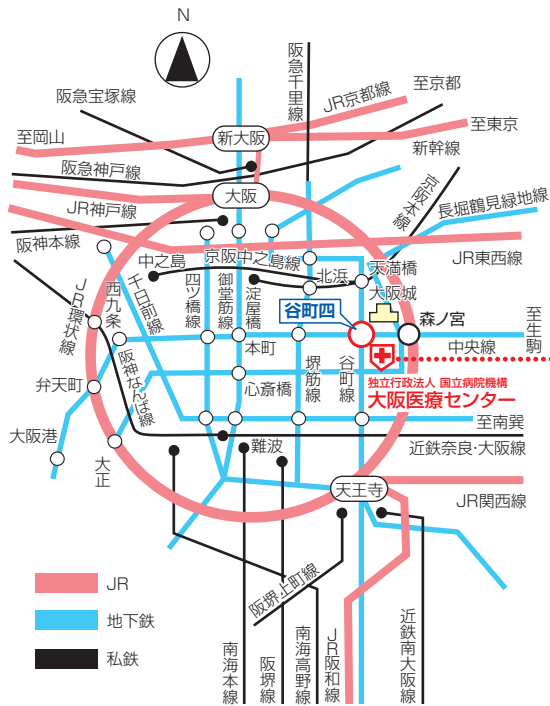 N
阪急千里線
阪急宝塚線
JR京都線
至京都
至岡山
新大阪
至東京
新幹線
阪急神戸線
大阪
京阪本線
長堀鶴見緑地線
JR神戸線
阪神本線
中之島
京阪中之島線
JR東西線
天満橋
北浜
大阪城
JR環状線
西九条
千日前線
四ツ橋線
御堂筋線
淀屋橋
谷町四
森ノ宮
至生駒
中央線
本町
堺筋線
谷町線
阪神なんば線
弁天町
心斎橋
独立行政法人 国立病院機構
大阪医療センター
至南巽
大阪港
大正
難波
近鉄奈良・大阪線
天王寺
JR関西線
阪堺上町線
JR
地下鉄
私鉄
南海本線
阪堺線
南海高野線
JR阪和線
近鉄南大阪線